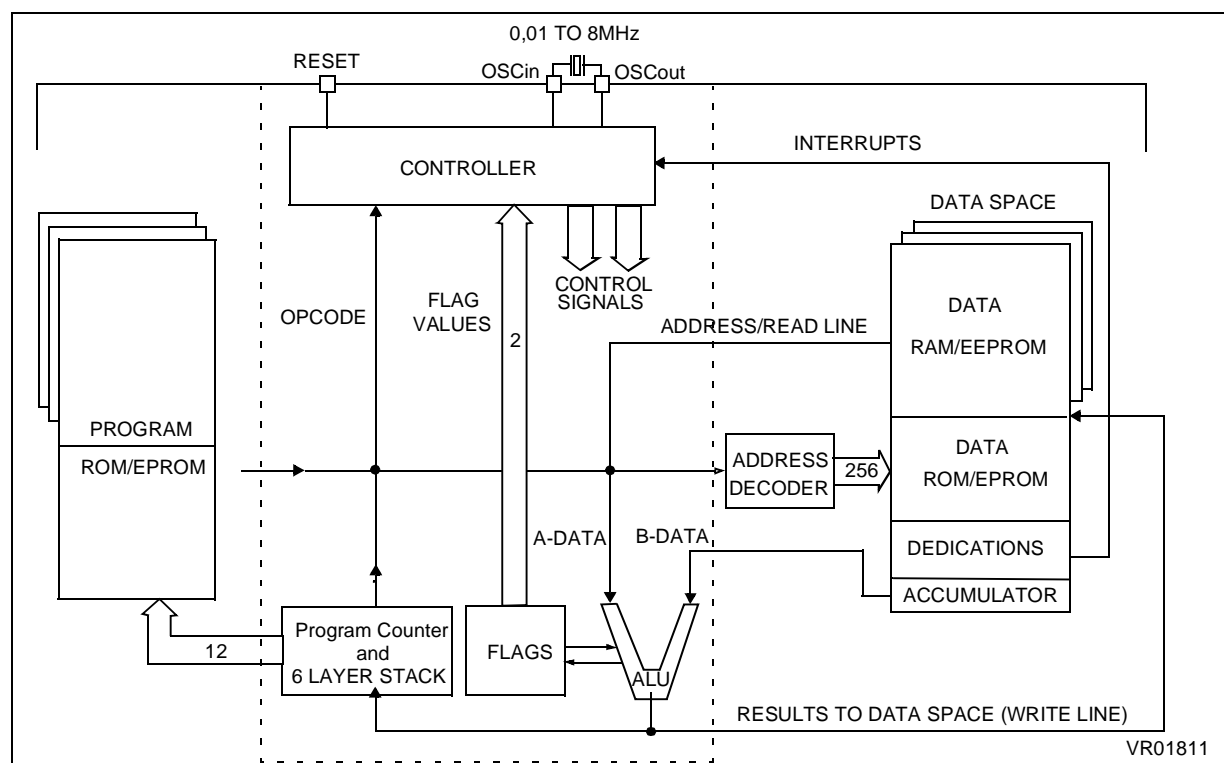 0,01 TO 8MHz
RESET
OSCin
OSCout
INTERRUPTS
CONTROLLER
DATA SPACE
CONTROL
SIGNALS
OPCODE
FLAG
VALUES
2
ADDRESS/READ LINE
DATA
RAM/EEPROM
PROGRAM
ROM/EPROM
ADDRESS
DECODER
256
DATA
ROM/EPROM
A-DATA
B-DATA
DEDICATIONS
ACCUMULATOR
12
Program Counter
and
6 LAYER STACK
FLAGS
ALU
RESULTS TO DATA SPACE (WRITE LINE)
VR01811